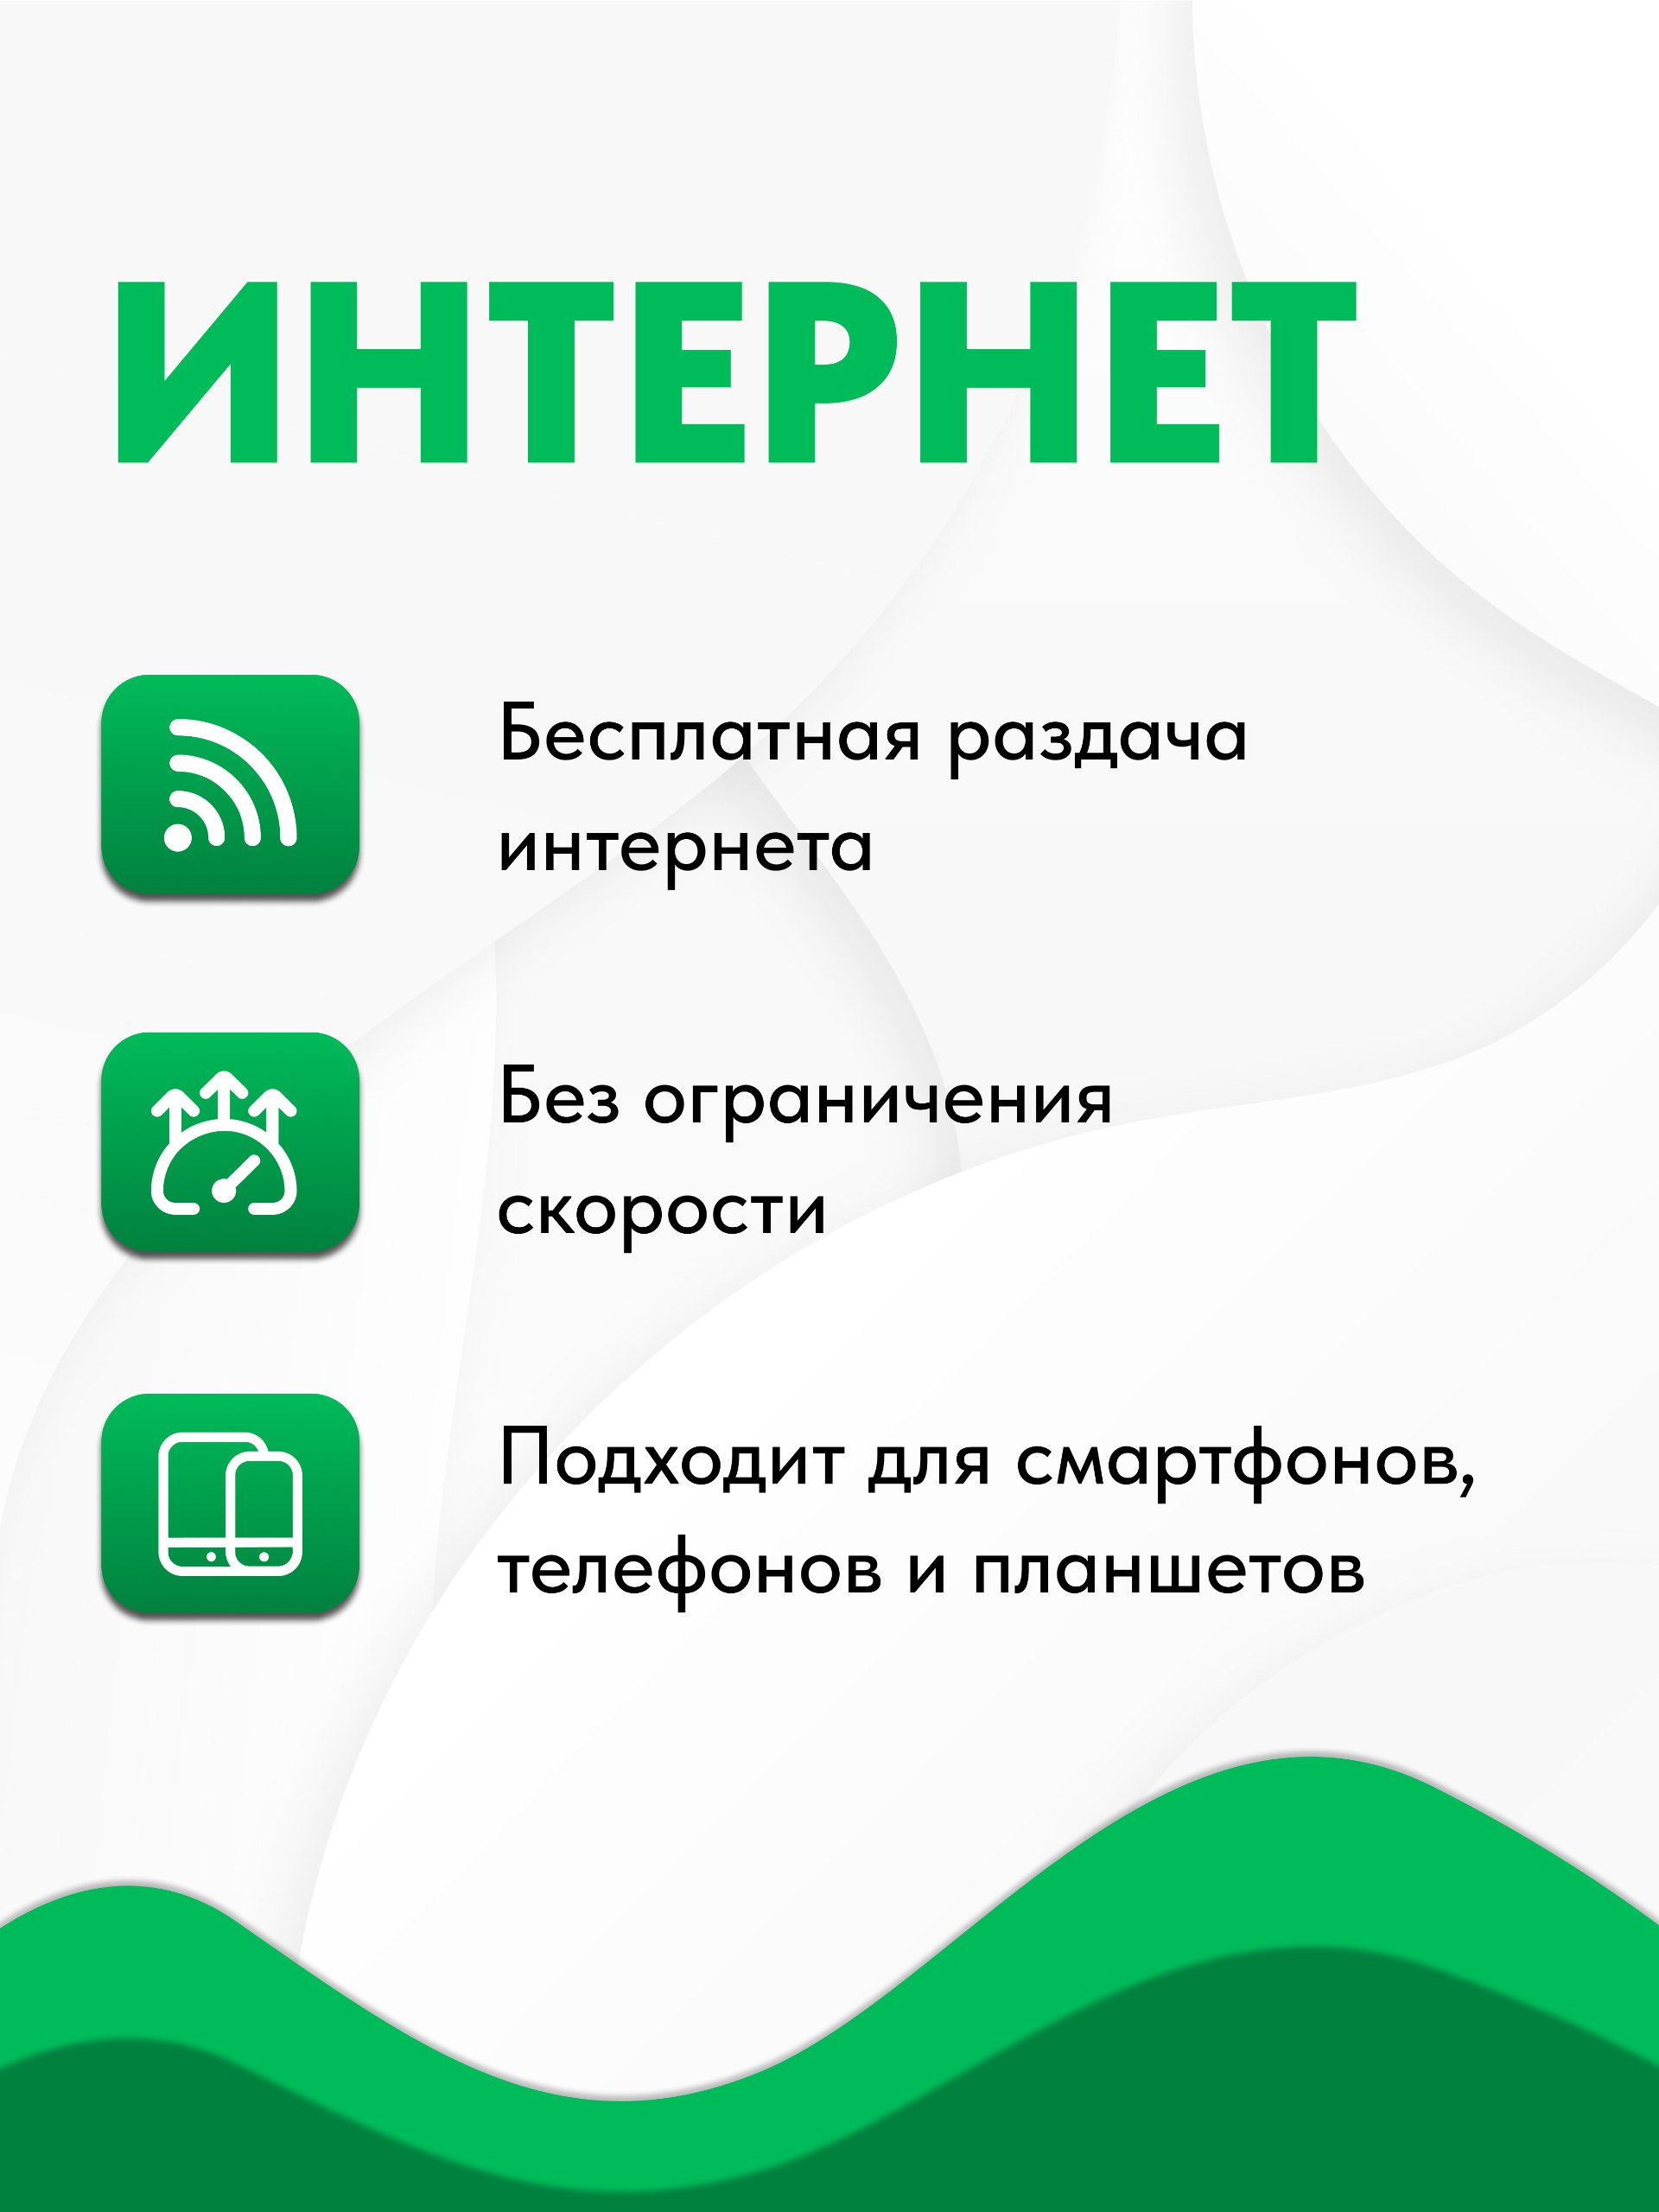 ИНТЕРНЕТ
Бесплатная раздача
интернета
Без ограничения
скорости
Подходит для смартфонов,
телефонов и планшетов